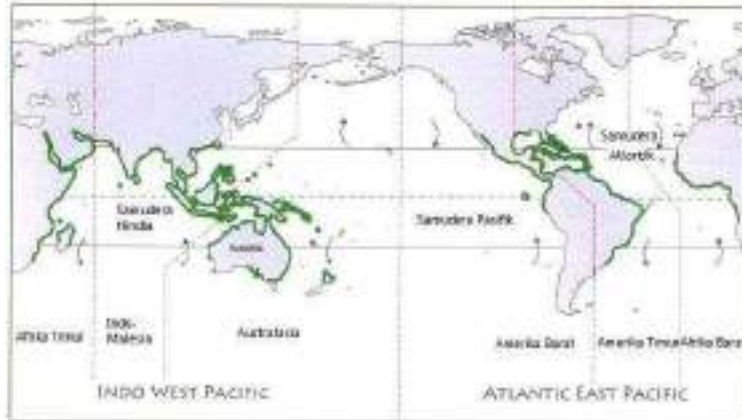 Samudera
Atlantik
Samudera
Hindia
Samudera Pasifik
Australia
Afrika Timur
Indo-
Malesia
Australasia
Amerika Barat
Amerika Timur
Afrika Barat
INDO WEST PACIFIC
ATLANTIC EAST PACIFIC